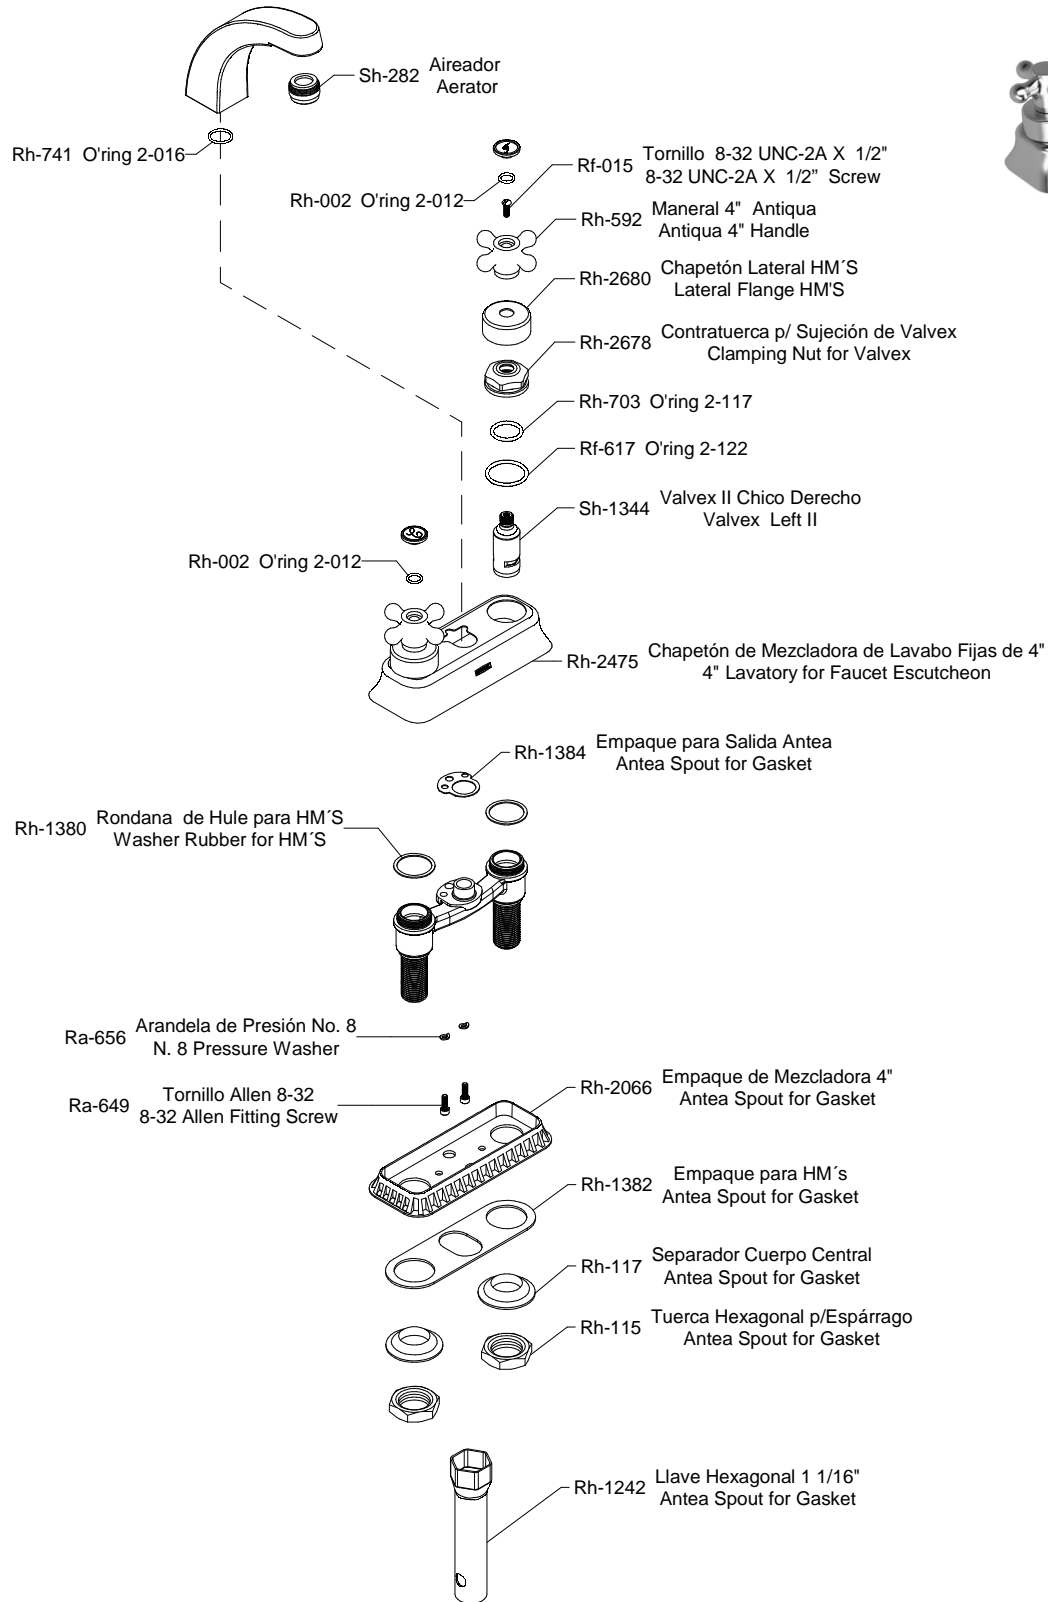 Sh-282 Aireador
Aerator
Rh-741 O'ring 2-016
Rh-002 O'ring 2-012
Rf-015 Tornillo 8-32 UNC-2A X 1/2"
8-32 UNC-2A X 1/2” Screw
Rh-592 Maneral 4" Antiqua
Antiqua 4" Handle
Rh-2680 Chapetón Lateral HM´S
Lateral Flange HM'S
Rh-2678 Contratuerca p/ Sujeción de Valvex
Clamping Nut for Valvex
Rh-703 O'ring 2-117
Rf-617 O'ring 2-122
Sh-1344 Valvex II Chico Derecho
Valvex Left II
Rh-002 O'ring 2-012
Rh-2475 Chapetón de Mezcladora de Lavabo Fijas de 4"
4" Lavatory for Faucet Escutcheon
Rh-1384 Empaque para Salida Antea
Antea Spout for Gasket
Rh-1380 Rondana de Hule para HM´S
Washer Rubber for HM´S
Ra-656 Arandela de Presión No. 8
N. 8 Pressure Washer
Ra-649 Tornillo Allen 8-32
8-32 Allen Fitting Screw
Rh-2066 Empaque de Mezcladora 4"
Antea Spout for Gasket
Rh-1382 Empaque para HM´s
Antea Spout for Gasket
Rh-117 Separador Cuerpo Central
Antea Spout for Gasket
Rh-115 Tuerca Hexagonal p/Espárrago
Antea Spout for Gasket
Rh-1242 Llave Hexagonal 1 1/16"
Antea Spout for Gasket